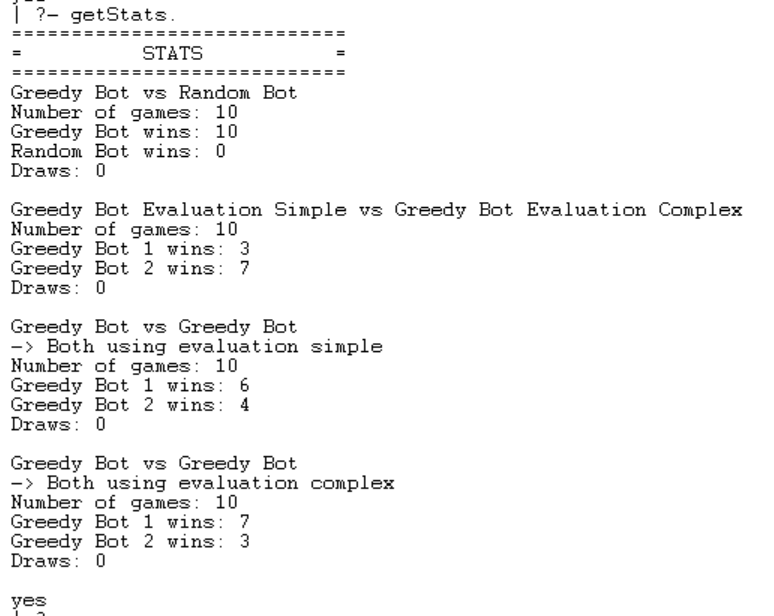 yes
| ?- getStats.
============================
=          STATS           =
============================
Greedy Bot vs Random Bot
Number of games: 10
Greedy Bot wins: 10
Random Bot wins: 0
Draws: 0
Greedy Bot Evaluation Simple vs Greedy Bot Evaluation Complex
Number of games: 10
Greedy Bot 1 wins: 3
Greedy Bot 2 wins: 7
Draws: 0
Greedy Bot vs Greedy Bot
-> Both using evaluation simple
Number of games: 10
Greedy Bot 1 wins: 6
Greedy Bot 2 wins: 4
Draws: 0
Greedy Bot vs Greedy Bot
-> Both using evaluation complex
Number of games: 10
Greedy Bot 1 wins: 7
Greedy Bot 2 wins: 3
Draws: 0
yes